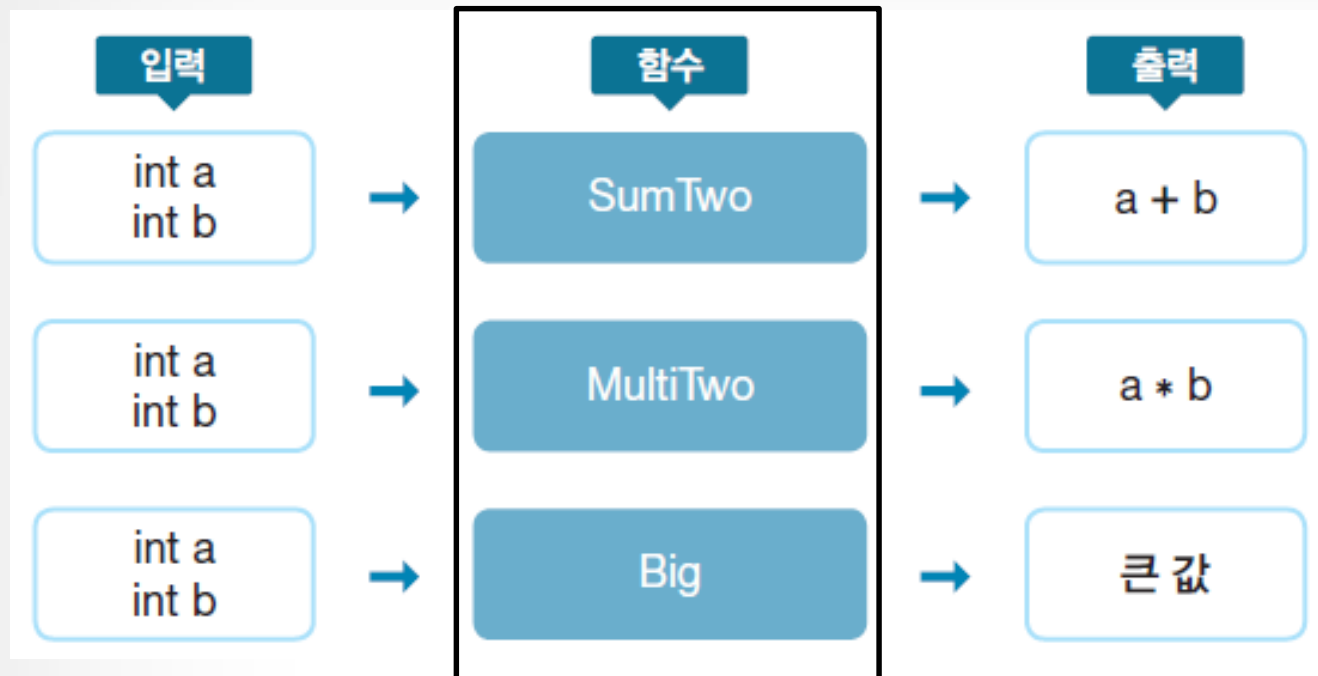 입력
함수
출력
int a
int b
SumTwo
a + b
int a
int b
MultiTwo
a * b
int a
int b
Big
큰 값